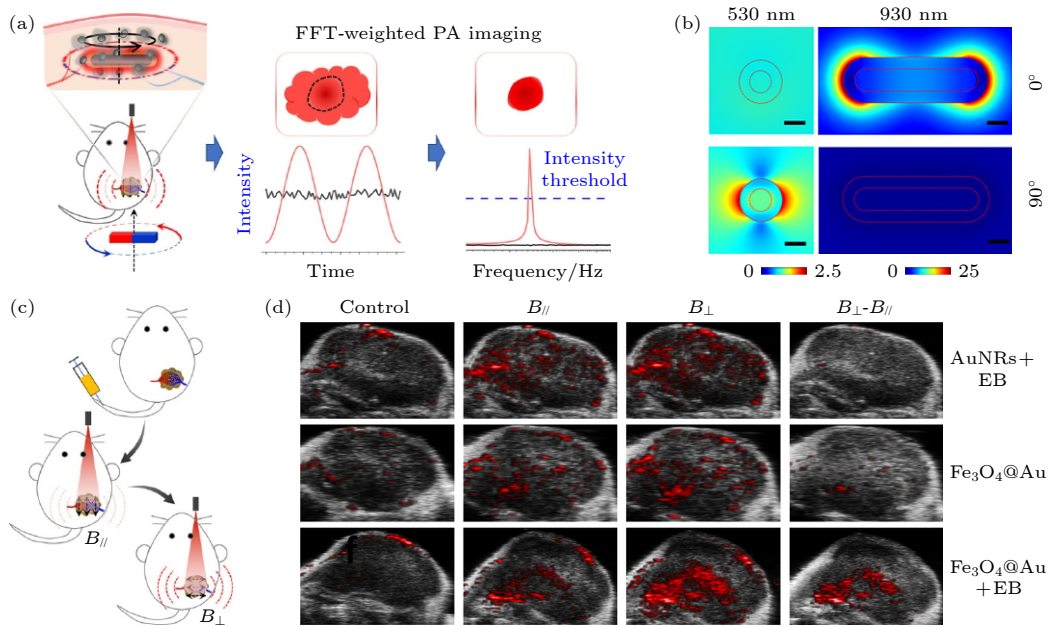 (a)
FFT-weighted PA imaging
Intensity
Time
Intensity
threshold
Frequency/Hz
(b)
530 nm
930 nm
0°
90°
0
2.5
0
25
(c)
B//
B⊥
(d)
Control
B//
B⊥
B⊥-B//
AuNRs+
EB
Fe₃O₄@Au
f
Fe₃O₄@Au
+EB